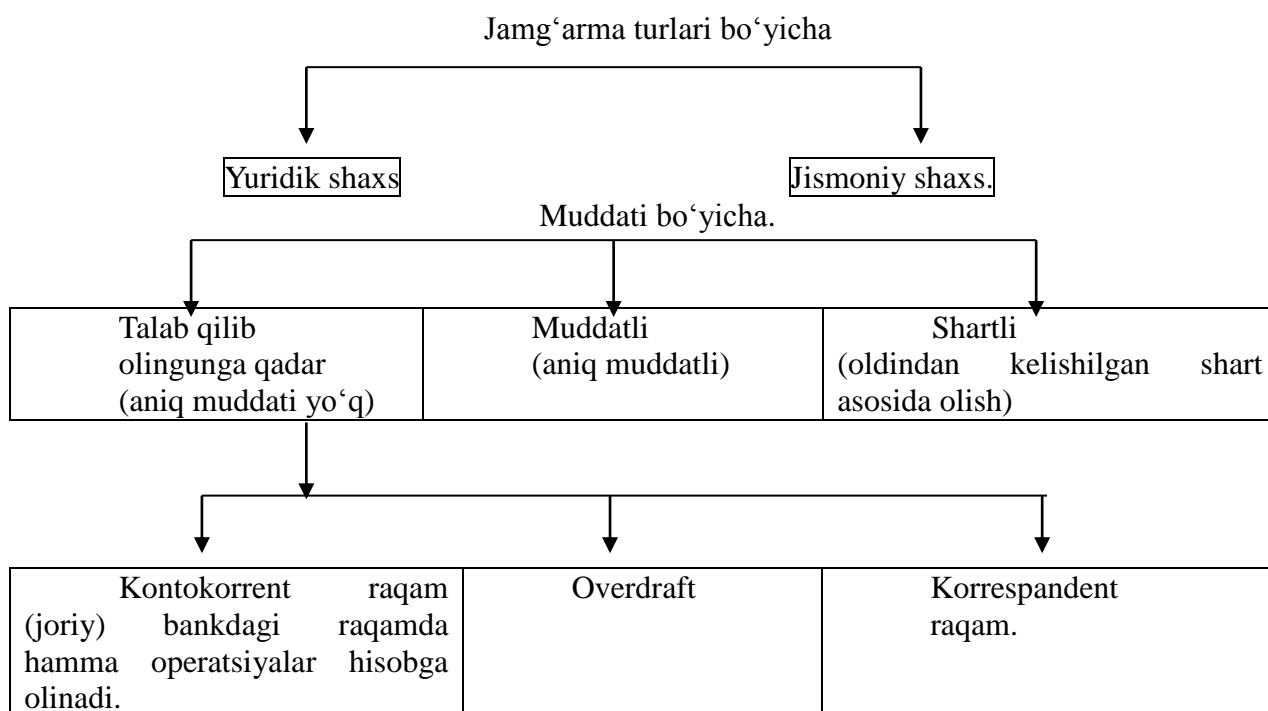 Jamg‘arma turlari bo‘yicha
Yuridik shaxs
Jismoniy shaxs.
Muddati bo‘yicha.
Talab qilib
olingunga qadar
(aniq muddati yo‘q)
Muddatli
(aniq muddatli)
Shartli
(oldindan kelishilgan shart
asosida olish)
Kontokorrent raqam
(joriy) bankdagi raqamda
hamma operatsiyalar hisobga
olinadi.
Overdraft
Korrespandent
raqam.